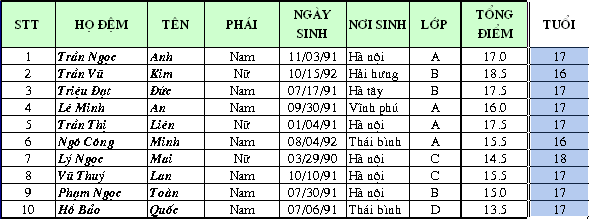 STT HỌ ĐỆM TÊN PHÁI NGÀY SINH NƠI SINH LỚP TỔNG ĐIỂM TUỔI
1 Trần Ngọc Anh Nam 11/03/91 Hà nội A 17.0 17
2 Trần Vũ Kim Nữ 10/15/92 Hải hưng B 18.5 16
3 Triệu Đạt Đức Nam 07/17/91 Hà tây B 17.5 17
4 Lê Minh An Nam 09/30/91 Vĩnh phú A 16.0 17
5 Trần Thị Liên Nữ 01/04/91 Hà nội A 17.5 17
6 Ngô Công Minh Nam 08/04/92 Thái bình A 15.5 16
7 Lý Ngọc Mai Nữ 03/29/90 Hà nội C 14.5 18
8 Vũ Thuý Lan Nam 10/10/91 Hà nội C 15.5 17
9 Phạm Ngọc Toàn Nam 07/30/91 Hà nội B 15.0 17
10 Hồ Bảo Quốc Nam 07/06/91 Thái bình D 13.5 17